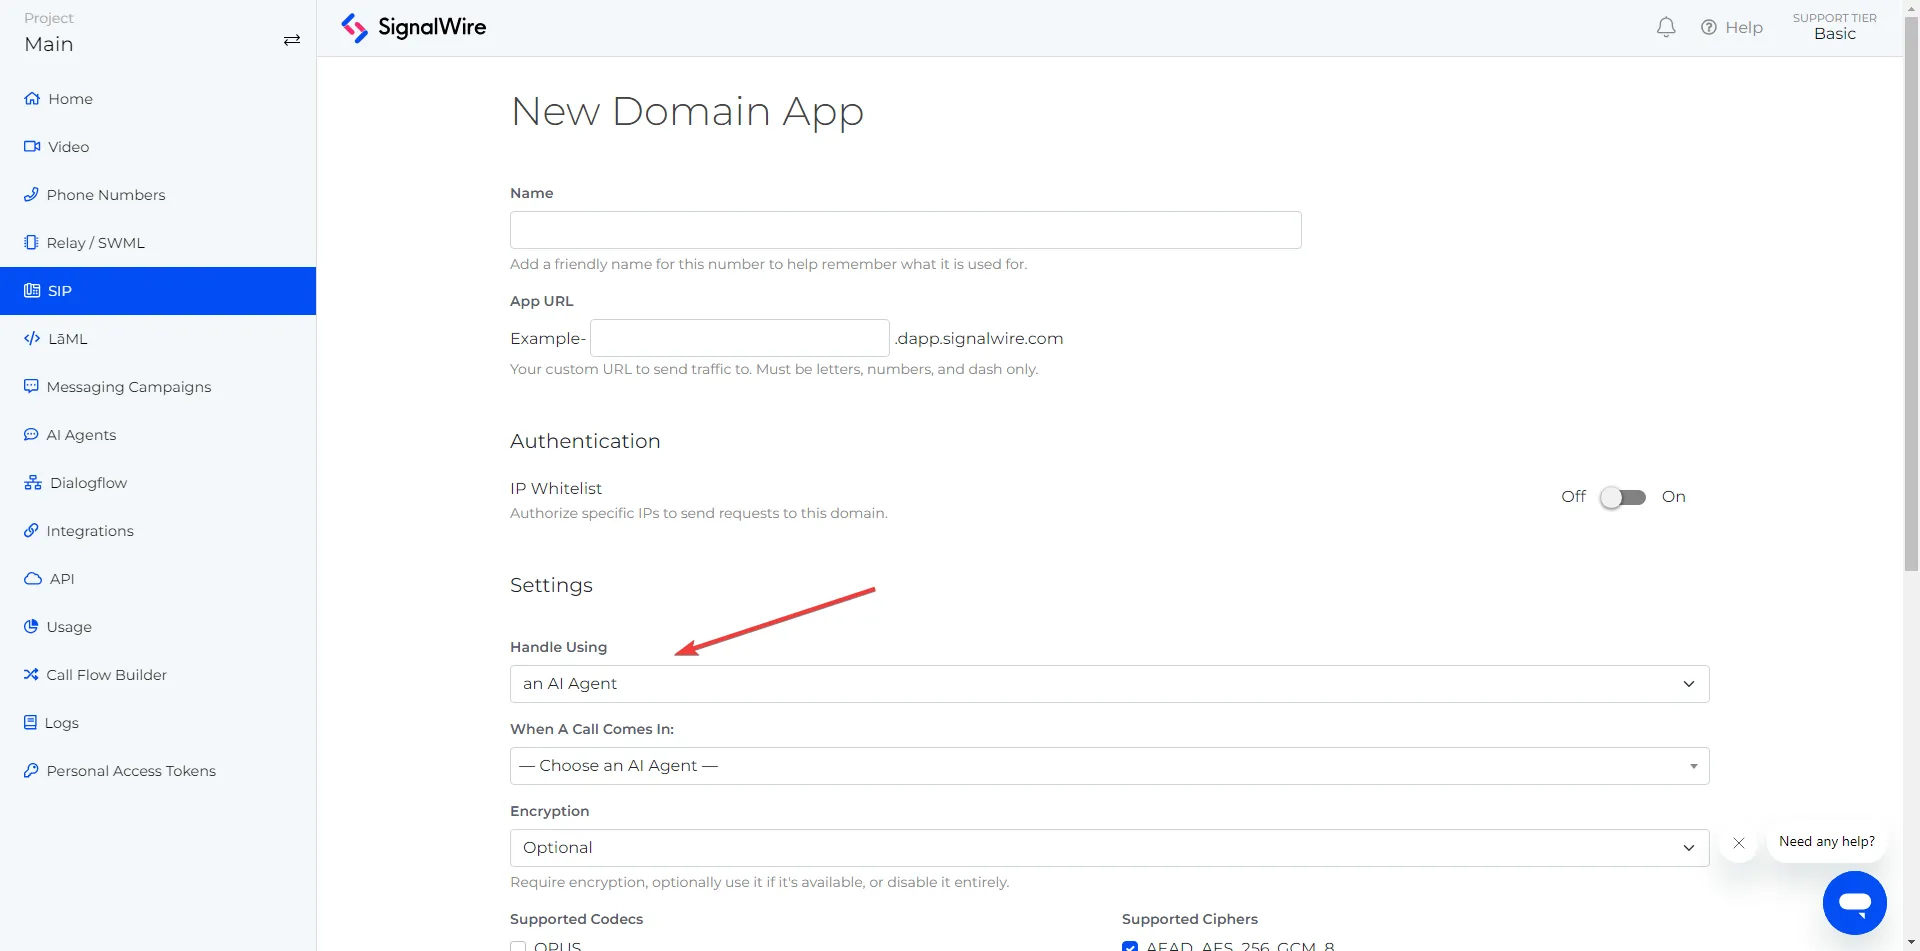 Project
Main
SignalWire
Help
SUPPORT TIER
Basic
Home
Video
Phone Numbers
Relay / SWML
SIP
LāML
Messaging Campaigns
AI Agents
Dialogflow
Integrations
API
Usage
Call Flow Builder
Logs
Personal Access Tokens
New Domain App
Name
Add a friendly name for this number to help remember what it is used for.
App URL
Example- .dapp.signalwire.com
Your custom URL to send traffic to. Must be letters, numbers, and dash only.
Authentication
IP Whitelist
Authorize specific IPs to send requests to this domain.
Off On
Settings
Handle Using
an AI Agent
When A Call Comes In:
— Choose an AI Agent —
Encryption
Optional
Require encryption, optionally use it if it's available, or disable it entirely.
Supported Codecs
OPUS
Supported Ciphers
AEAD_AES_256_GCM_8
Need any help?